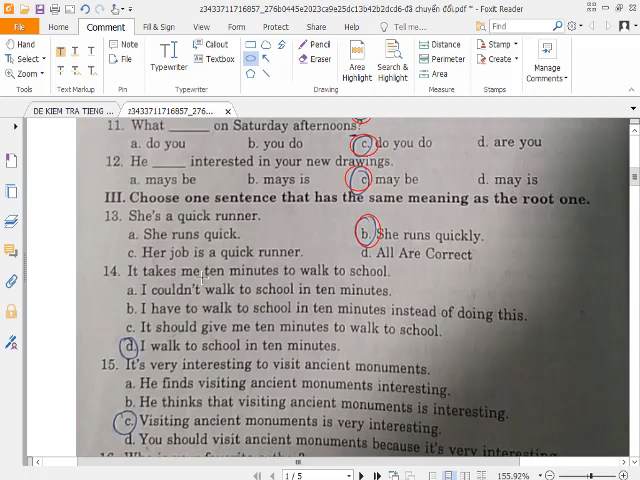 z3433711716857_276b0045e2023ca9e25dc13b42b2dcd6-đã chuyển đổi.pdf * - Foxit Reader
File Home Comment Fill & Sign Tell me... Find
Hand
Select
Zoom
Tools
Text Markup
Typewriter
Callout
Textbox
Typewriter
Drawing
Pencil
Eraser
Area Highlight
Search & Highlight
Perimeter
Distance
Area
Measure
Stamp
Create
Stamps
Manage Comments
DE KIEM TRA TIENG ... z3433711716857_276...
11. What ______ on Saturday afternoons?
a. do you b. you do c. do you do d. are you
12. He _____ interested in your new drawings.
a. mays be b. mays is c. may be d. may is
III. Choose one sentence that has the same meaning as the root one.
13. She's a quick runner.
a. She runs quick. b. She runs quickly.
c. Her job is a quick runner. d. All Are Correct
14. It takes me ten minutes to walk to school.
a. I couldn't walk to school in ten minutes.
b. I have to walk to school in ten minutes instead of doing this.
c. It should give me ten minutes to walk to school.
d. I walk to school in ten minutes.
15. It's very interesting to visit ancient monuments.
a. He finds visiting ancient monuments interesting.
b. He thinks that visiting ancient monuments is interesting.
c. Visiting ancient monuments is very interesting.
d. You should visit ancient monuments because it's very interesting
1 / 5 155.92%